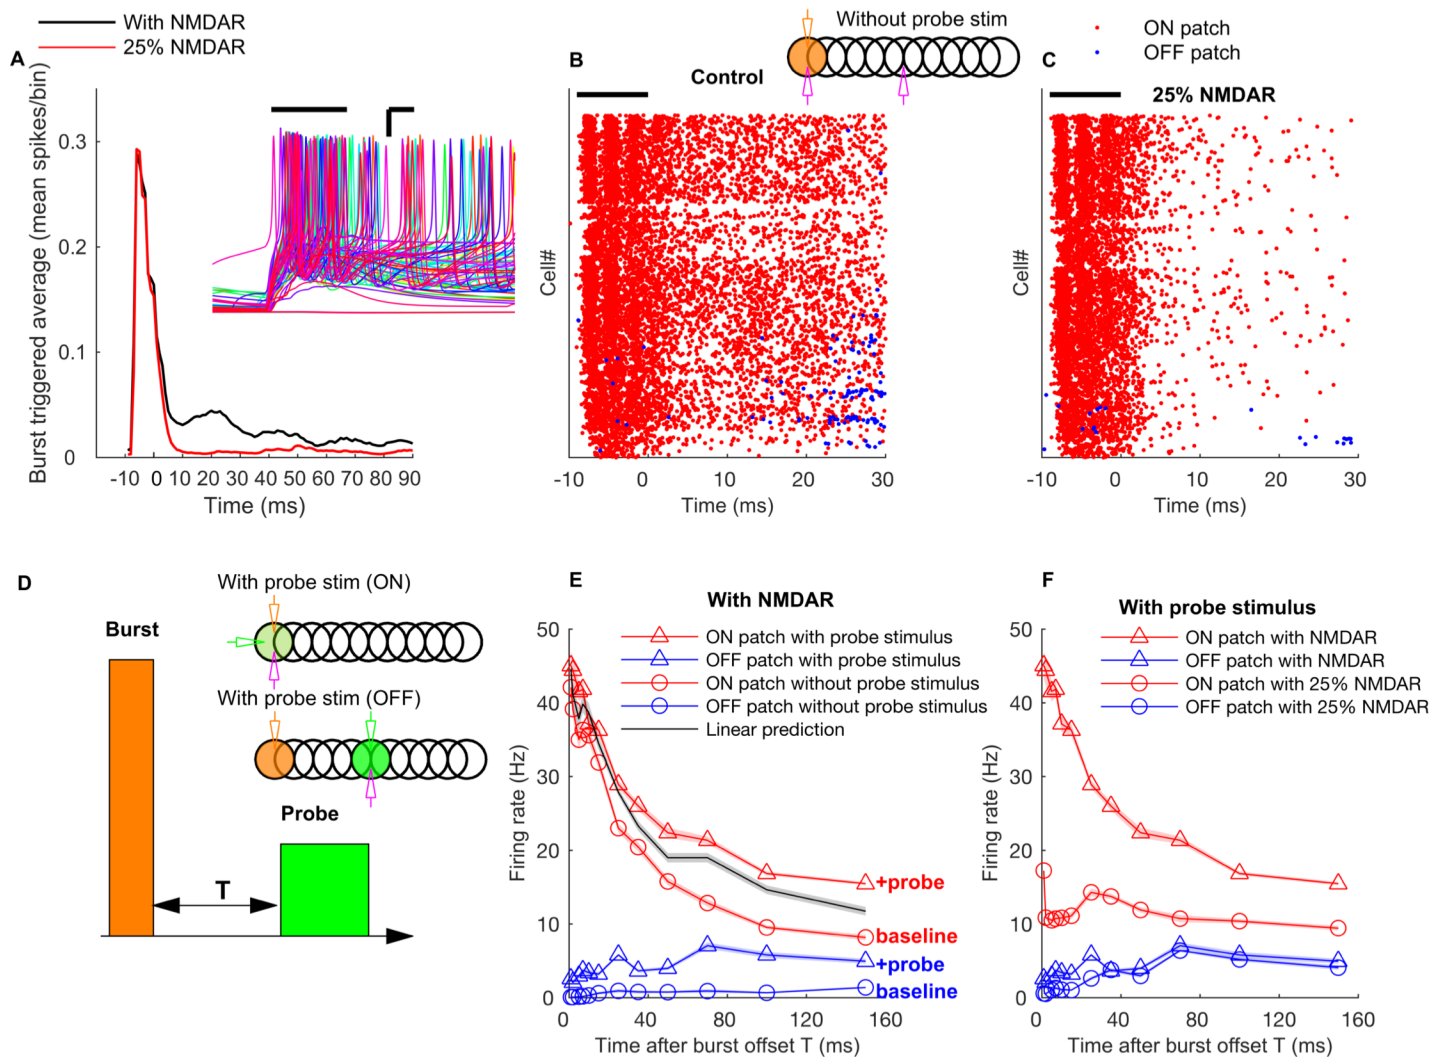 With NMDAR
25% NMDAR
A
Burst triggered average (mean spikes/bin)
0.3
0.2
0.1
0
-10 0 10 20 30 40 50 60 70 80 90
Time (ms)
Without probe stim
B
Control
Cell#
-10 0 10 20 30
Time (ms)
ON patch
OFF patch
C
25% NMDAR
Cell#
-10 0 10 20 30
Time (ms)
D
With probe stim (ON)
Burst
With probe stim (OFF)
Probe
T
E
With NMDAR
ON patch with probe stimulus
OFF patch with probe stimulus
ON patch without probe stimulus
OFF patch without probe stimulus
Linear prediction
Firing rate (Hz)
50
40
30
20
10
0
+probe
baseline
+probe
baseline
0 40 80 120 160
Time after burst offset T (ms)
F
With probe stimulus
ON patch with NMDAR
OFF patch with NMDAR
ON patch with 25% NMDAR
OFF patch with 25% NMDAR
Firing rate (Hz)
50
40
30
20
10
0
0 40 80 120 160
Time after burst offset T (ms)